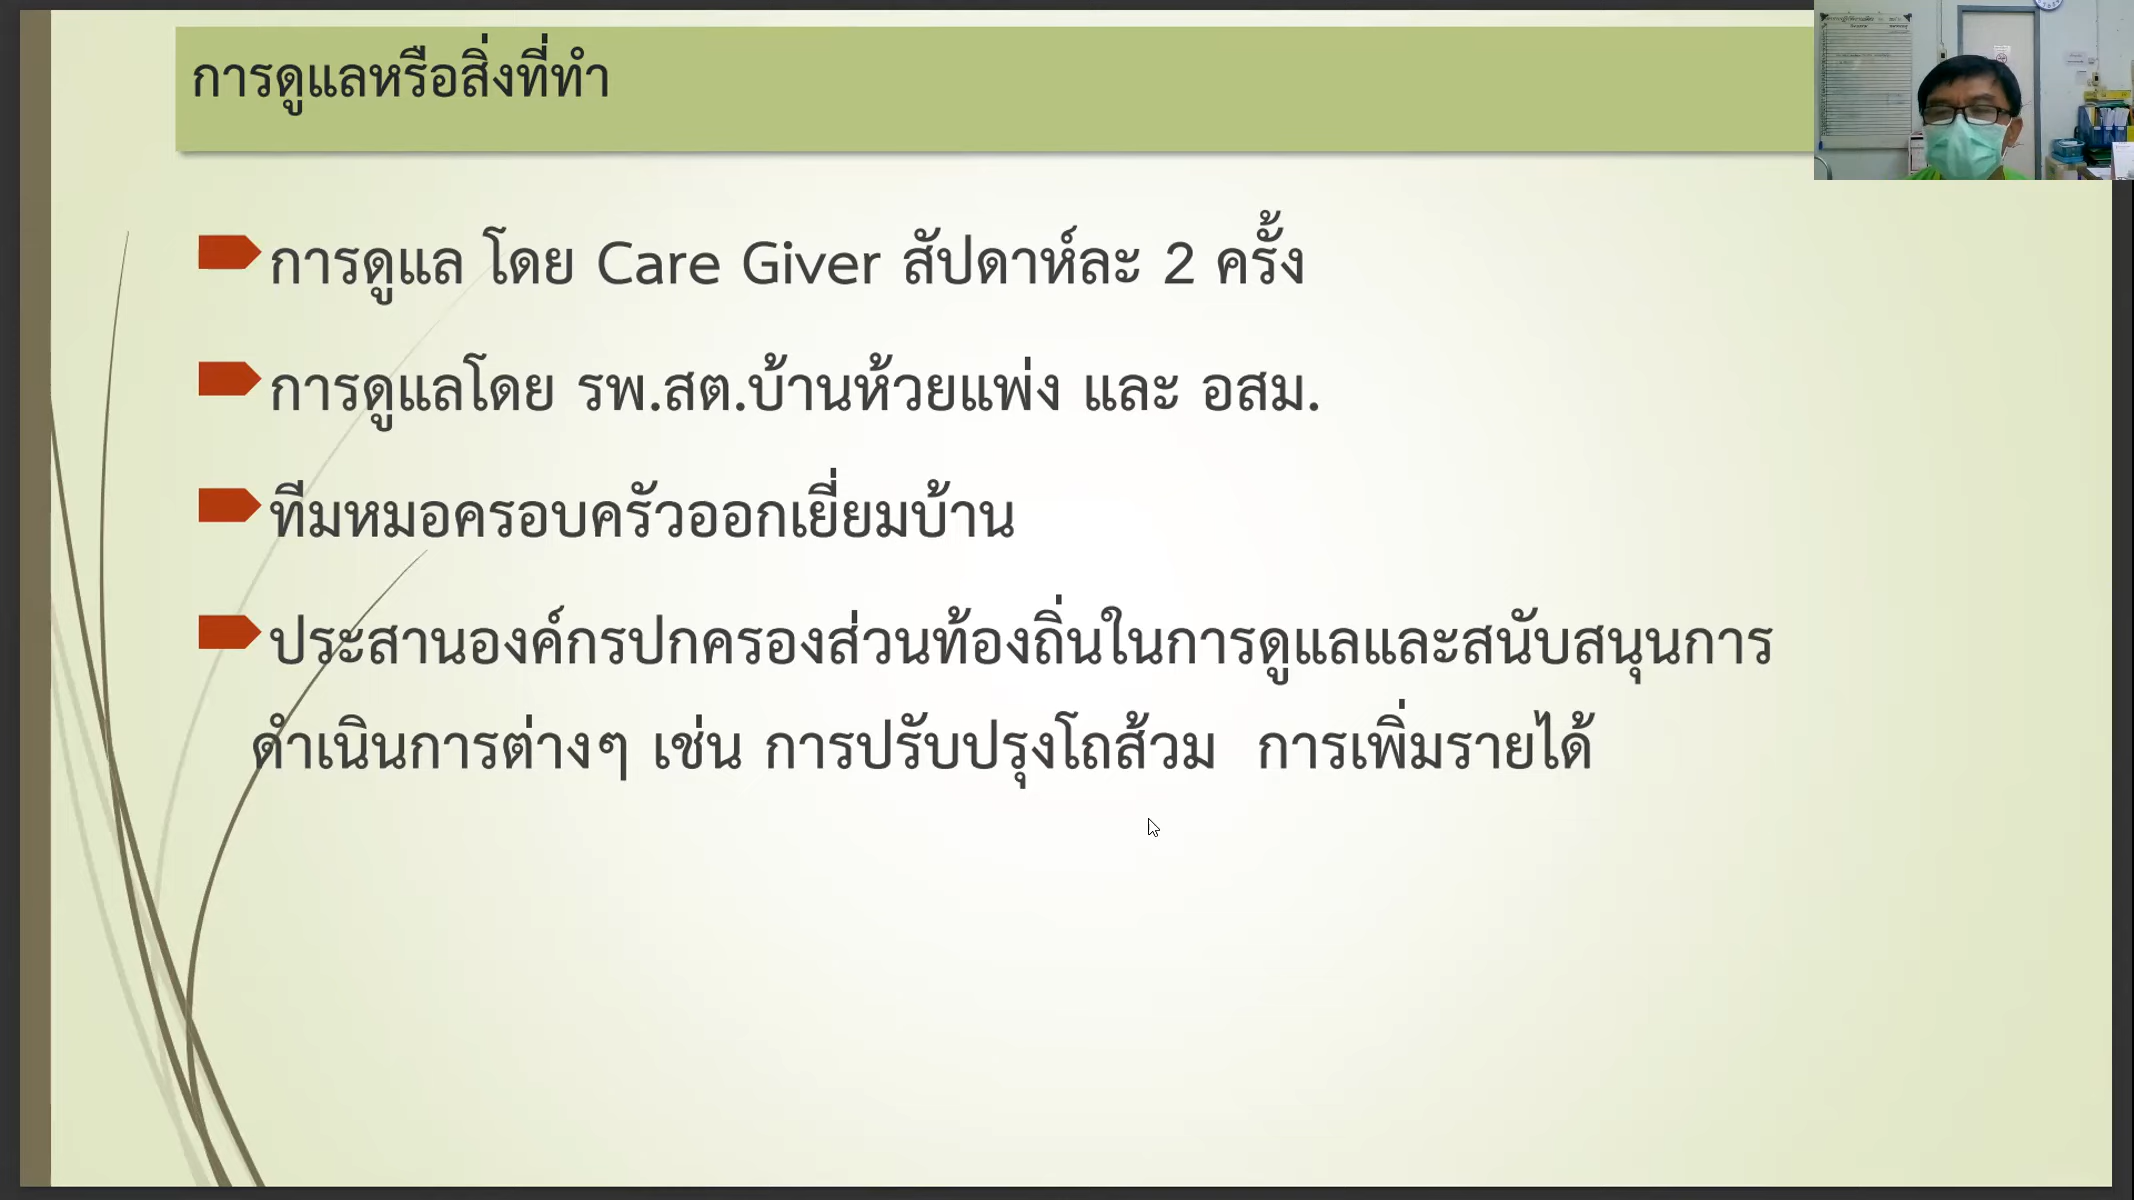 การดูแลหรือสิ่งที่ทำ
การดูแล โดย Care Giver สัปดาห์ละ 2 ครั้ง
การดูแลโดย รพ.สต.บ้านห้วยแพ่ง และ อสม.
ทีมหมอครอบครัวออกเยี่ยมบ้าน
ประสานองค์กรปกครองส่วนท้องถิ่นในการดูแลและสนับสนุนการ
ดำเนินการต่างๆ เช่น การปรับปรุงโถส้วม การเพิ่มรายได้